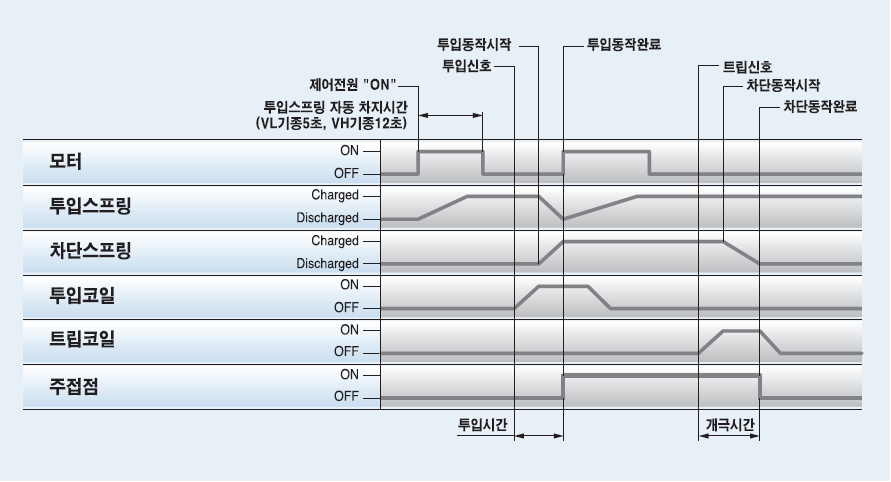 투입동작시작
투입동작완료
투입신호
트립신호
제어전원 "ON"
차단동작시작
투입스프링 자동 차지시간
(VL기종5초, VH기종12초)
차단동작완료
모터
ON
OFF
투입스프링
Charged
Discharged
차단스프링
Charged
Discharged
투입코일
ON
OFF
트립코일
ON
OFF
주접점
ON
OFF
투입시간
개극시간